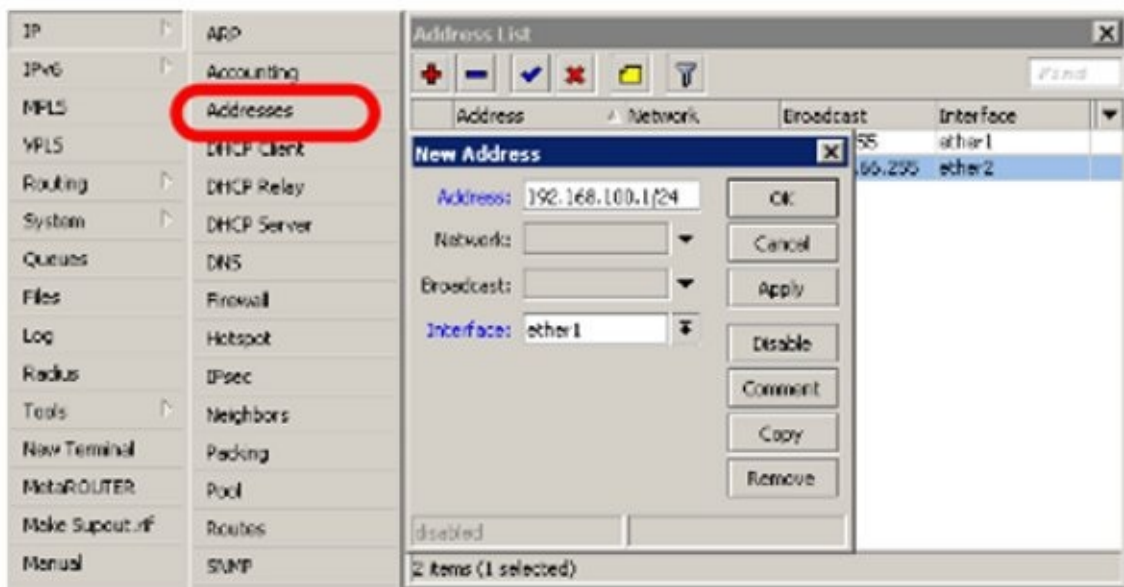 IP
IPv6
MPLS
VPLS
Routing
System
Queues
Files
Log
Radius
Tools
New Terminal
MetaROUTER
Make Supout.rif
Manual
ARP
Accounting
Addresses
DHCP Client
DHCP Relay
DHCP Server
DNS
Firewall
Hotspot
IPsec
Neighbors
Packing
Pool
Routes
SNMP
Address List
Find
Address Network Broadcast Interface
55 ether1
.66.255 ether2
New Address
Address: 192.168.100.1/24
Network:
Broadcast:
Interface: ether1
OK
Cancel
Apply
Disable
Comment
Copy
Remove
disabled
2 items (1 selected)